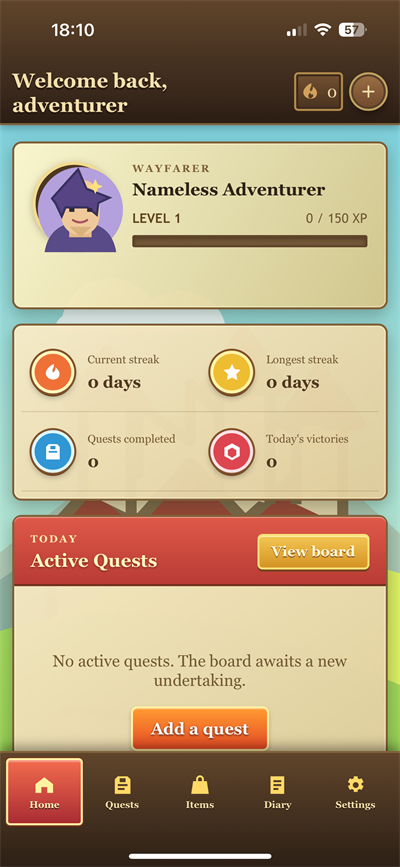 18:10
57
Welcome back,
adventurer
0
WAYFARER
Nameless Adventurer
LEVEL 1
0 / 150 XP
Current streak
0 days
Longest streak
0 days
Quests completed
0
Today's victories
0
TODAY
Active Quests
View board
No active quests. The board awaits a new
undertaking.
Add a quest
Home
Quests
Items
Diary
Settings